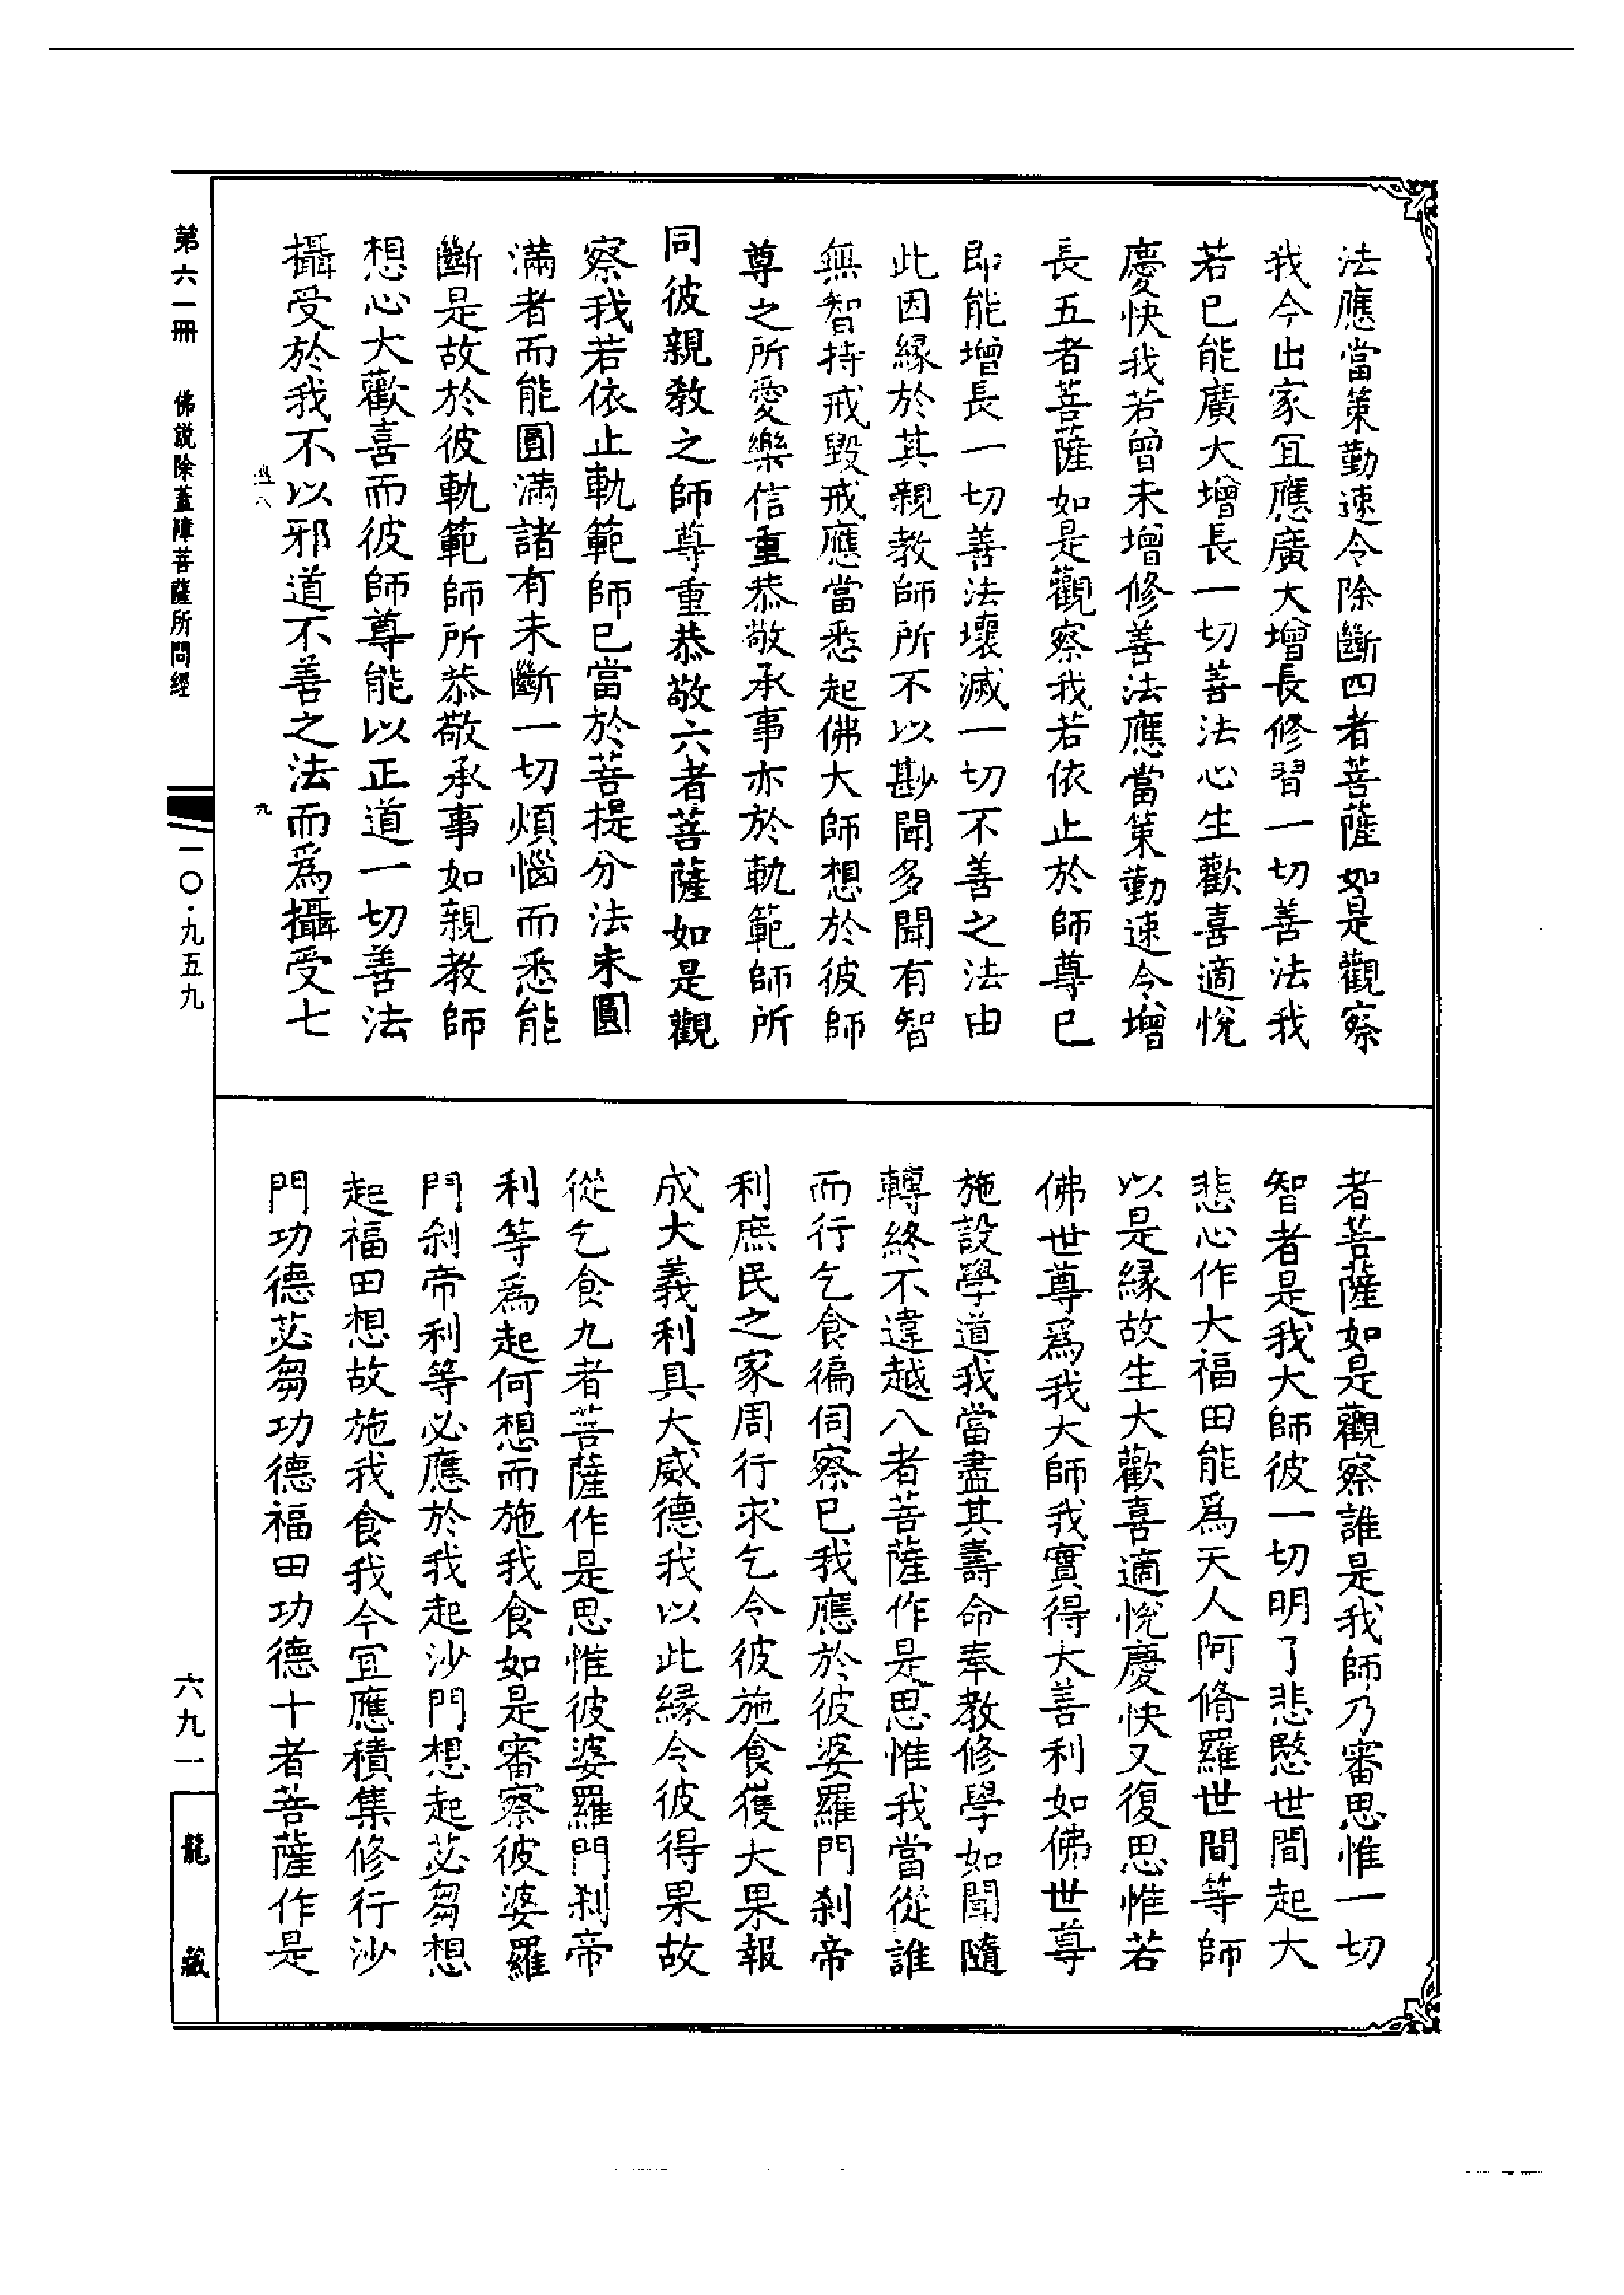 法應當策勤速令除斷四者菩薩如是觀察
我今出家宜應廣大增長修習一切善法我
若已能廣大增長一切善法心生歡喜適悅
慶快我若曾未增修善法應當策勤速令增
長五者菩薩如是觀察我若依止於師尊已
即能增長一切善法壞滅一切不善之法由
此因緣於其親教師所不以尠聞多聞有智
無智持戒毀戒應當悉起佛大師想於彼師
尊之所愛樂信重恭敬承事亦於軌範師所
同彼親教之師尊重恭敬六者菩薩如是觀
察我若依止軌範師已當於菩提分法未圓
滿者而能圓滿諸有未斷一切煩惱而悉能
斷是故於彼軌範師所恭敬承事如親教師
想心大歡喜而彼師尊能以正道一切善法
攝受於我不以邪道不善之法而爲攝受七
者菩薩如是觀察誰是我師乃審思惟一切
智者是我大師彼一切明了悲愍世間起大
悲心作大福田能爲天人阿脩羅世間等師
以是緣故生大歡喜適悅慶快又復思惟若
佛世尊爲我大師我實得大善利如佛世尊
施設學道我當盡其壽命奉教修學如聞隨
轉終不違越八者菩薩作是思惟我當從誰
而行乞食徧伺察已我應於彼婆羅門剎帝
利庶民之家周行求乞令彼施食獲大果報
成大義利具大威德我以此緣令彼得果故
從乞食九者菩薩作是思惟彼婆羅門剎帝
利等爲起何想而施我食如是審察彼婆羅
門剎帝利等必應於我起沙門想起苾芻想
起福田想故施我食我今宜應積集修行沙
門功德苾芻功德福田功德十者菩薩作是
第六一冊 佛說除蓋障菩薩所問經
一〇·九五九
六九一
龍藏
八
九